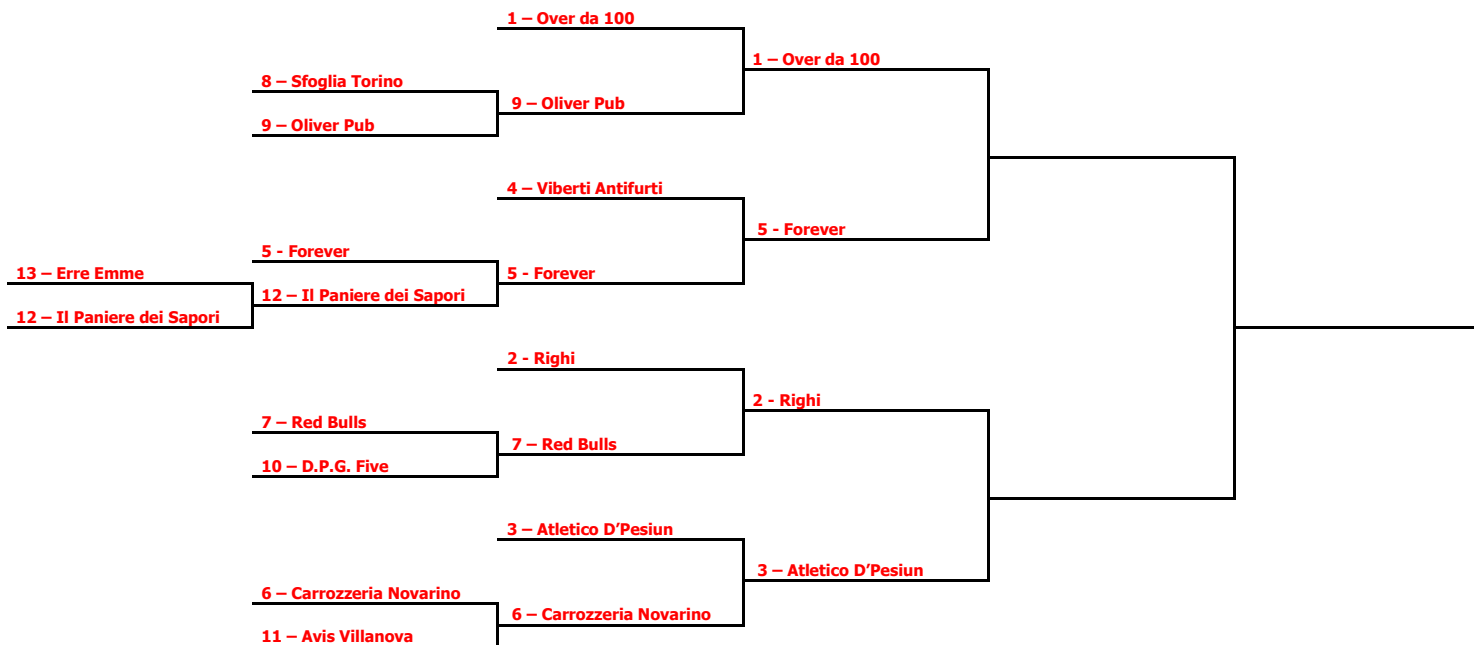 1 – Over da 100
1 – Over da 100
8 – Sfoglia Torino
9 – Oliver Pub
9 – Oliver Pub
4 – Viberti Antifurti
5 - Forever
5 - Forever
13 – Erre Emme
5 - Forever
12 – Il Paniere dei Sapori
12 – Il Paniere dei Sapori
2 - Righi
2 - Righi
7 – Red Bulls
7 – Red Bulls
10 – D.P.G. Five
3 – Atletico D’Pesiun
3 – Atletico D’Pesiun
6 – Carrozzeria Novarino
6 – Carrozzeria Novarino
11 – Avis Villanova